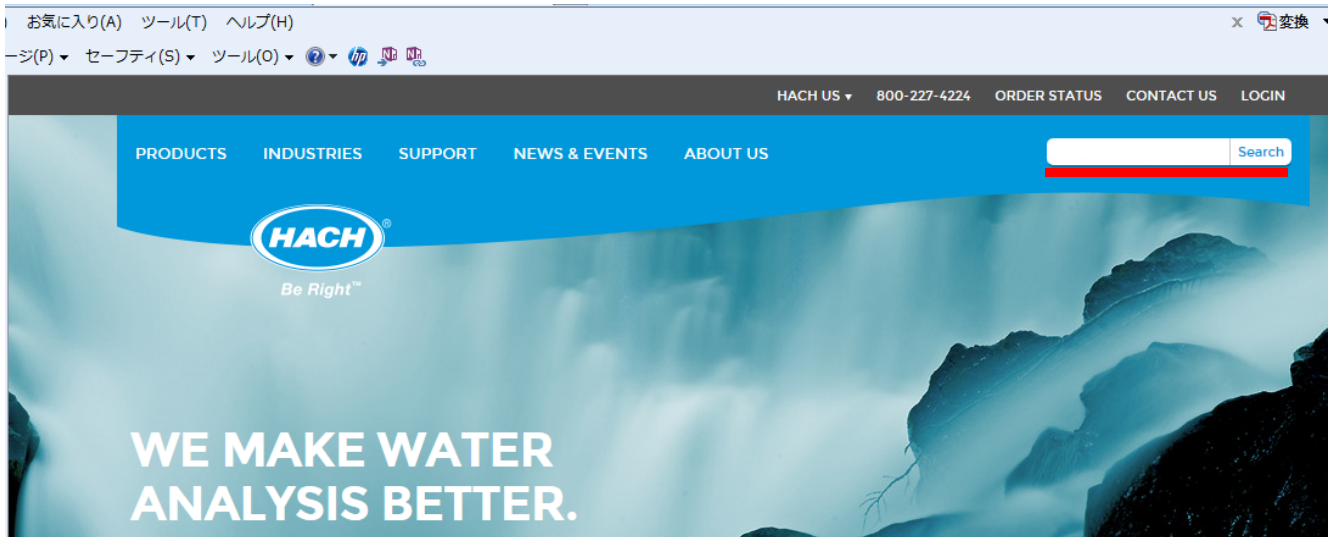 お気に入り(A) ツール(T) ヘルプ(H)
x 変換
ージ(P) セーフティ(S) ツール(O)
HACH US 800-227-4224 ORDER STATUS CONTACT US LOGIN
PRODUCTS INDUSTRIES SUPPORT NEWS & EVENTS ABOUT US
Search
HACH®
Be Right™
WE MAKE WATER
ANALYSIS BETTER.